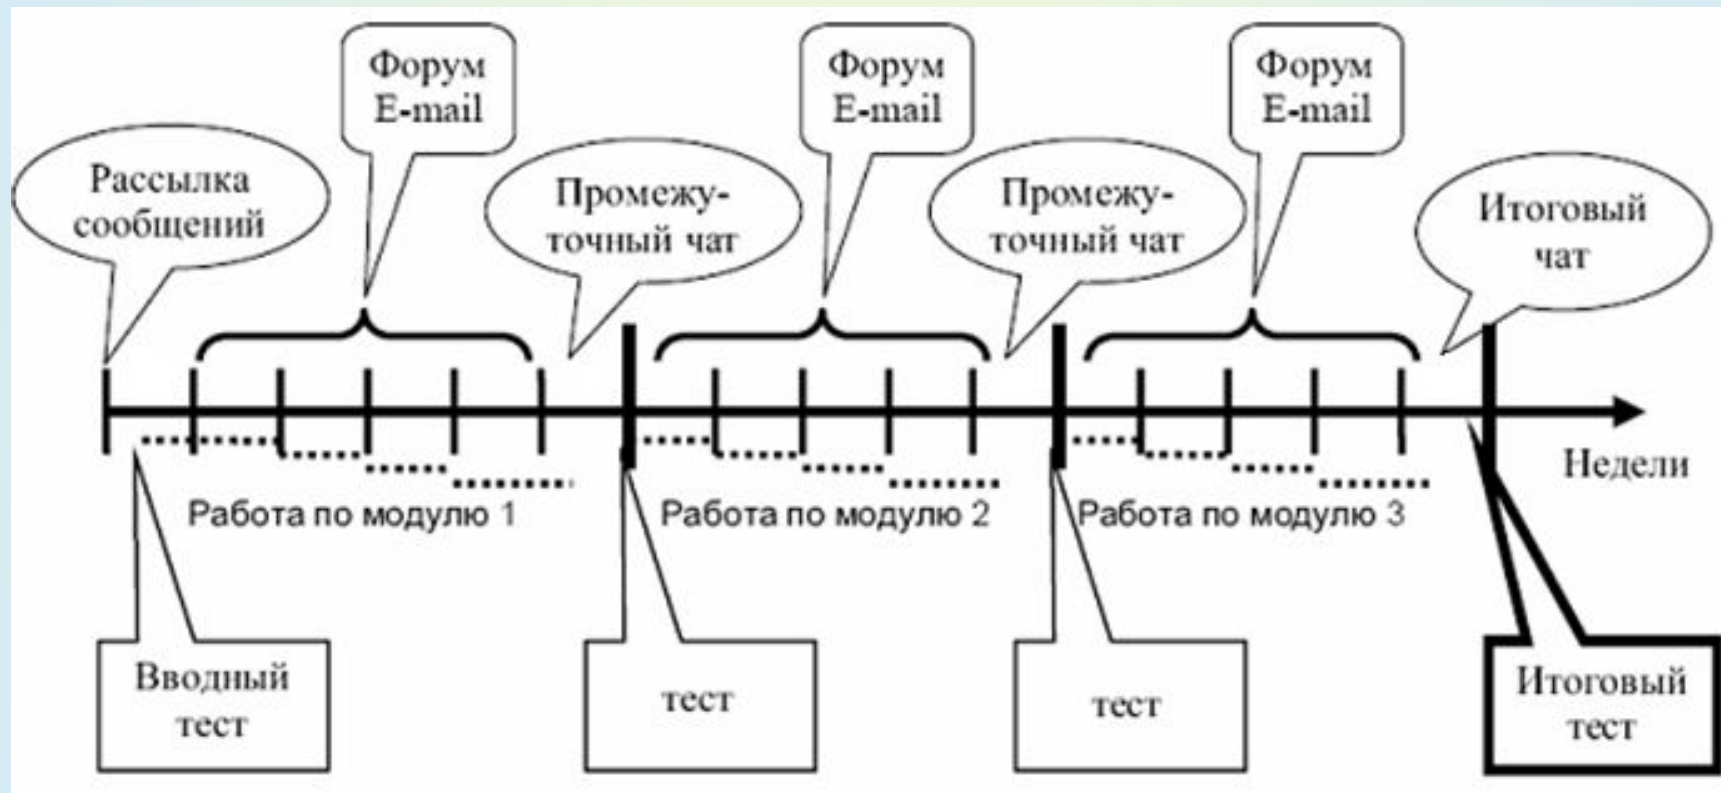 Форум
E-mail
Форум
E-mail
Форум
E-mail
Рассылка
сообщений
Промежу-
точный чат
Промежу-
точный чат
Итоговый
чат
Недели
Работа по модулю 1
Работа по модулю 2
Работа по модулю 3
Вводный
тест
тест
тест
Итоговый
тест